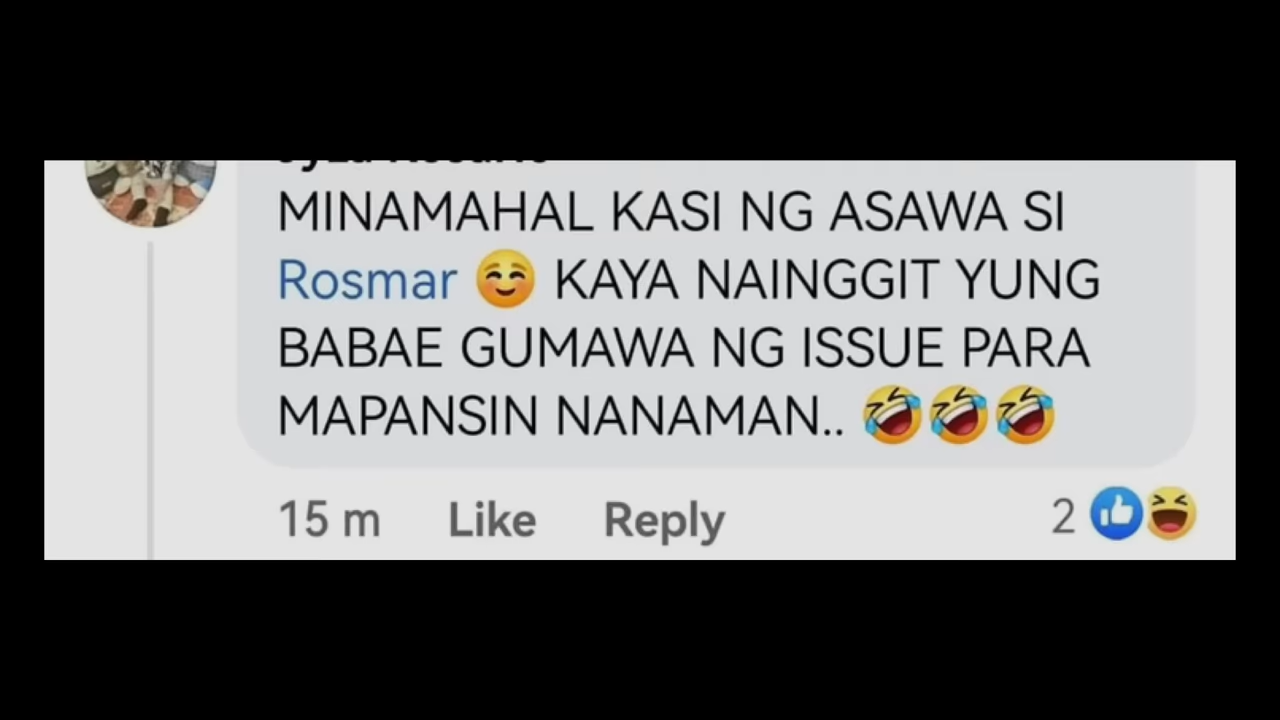 MINAMAHAL KASI NG ASAWA SI
Rosmar ☺️ KAYA NAINGGIT YUNG
BABAE GUMAWA NG ISSUE PARA
MAPANSIN NANAMAN.. 🤣🤣🤣
15 m Like Reply 2